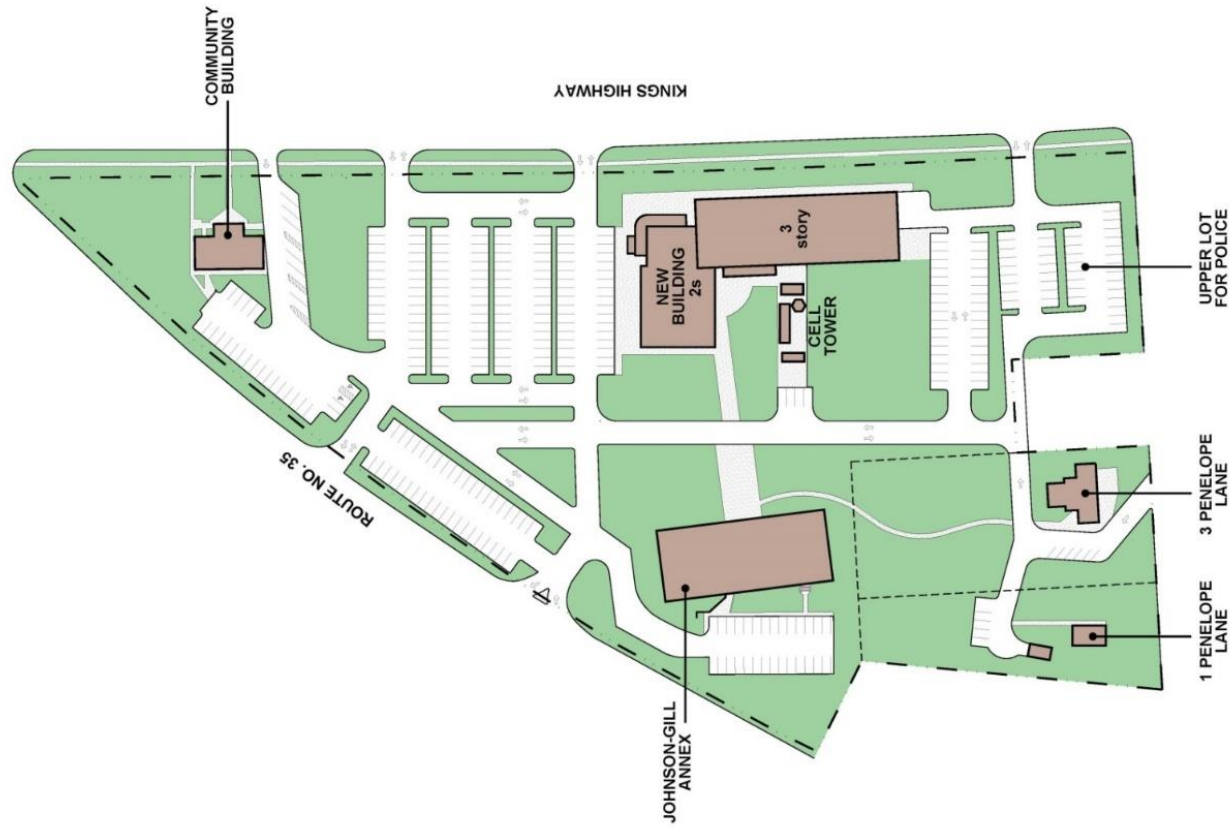 COMMUNITY
BUILDING
KINGS HIGHWAY
ROUTE NO. 35
3
story
NEW
BUILDING
2s
CELL
TOWER
UPPER LOT
FOR POLICE
3 PENELOPE
LANE
1 PENELOPE
LANE
JOHNSON-GILL
ANNEX